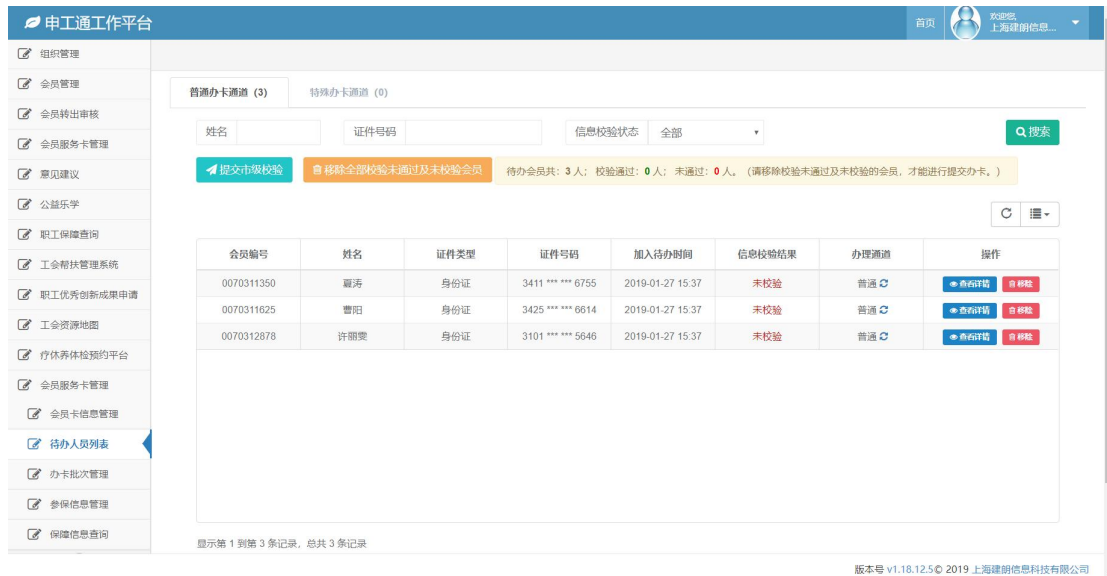 申工通工作平台
首页
欢迎您,
上海建朗信息...
组织管理
会员管理
会员转出审核
会员服务卡管理
意见建议
公益乐学
职工保障查询
工会帮扶管理系统
职工优秀创新成果申请
工会资源地图
疗休养体检预约平台
会员服务卡管理
会员卡信息管理
待办人员列表
办卡批次管理
参保信息管理
保障信息查询
普通办卡通道 (3) 特殊办卡通道 (0)
姓名 证件号码 信息校验状态 全部 搜索
提交市级校验 移除全部校验未通过及未校验会员 待办会员共: 3 人; 校验通过: 0 人; 未通过: 0 人。 (请移除校验未通过及未校验的会员, 才能进行提交办卡。)
会员编号 姓名 证件类型 证件号码 加入待办时间 信息校验结果 办理通道 操作
0070311350 夏涛 身份证 3411 *** *** 6755 2019-01-27 15:37 未校验 普通 查看详情 移除
0070311625 曹阳 身份证 3425 *** *** 6614 2019-01-27 15:37 未校验 普通 查看详情 移除
0070312878 许丽雯 身份证 3101 *** *** 5646 2019-01-27 15:37 未校验 普通 查看详情 移除
显示第 1 到第 3 条记录, 总共 3 条记录
版本号 v1.18.12.5© 2019 上海建朗信息科技有限公司